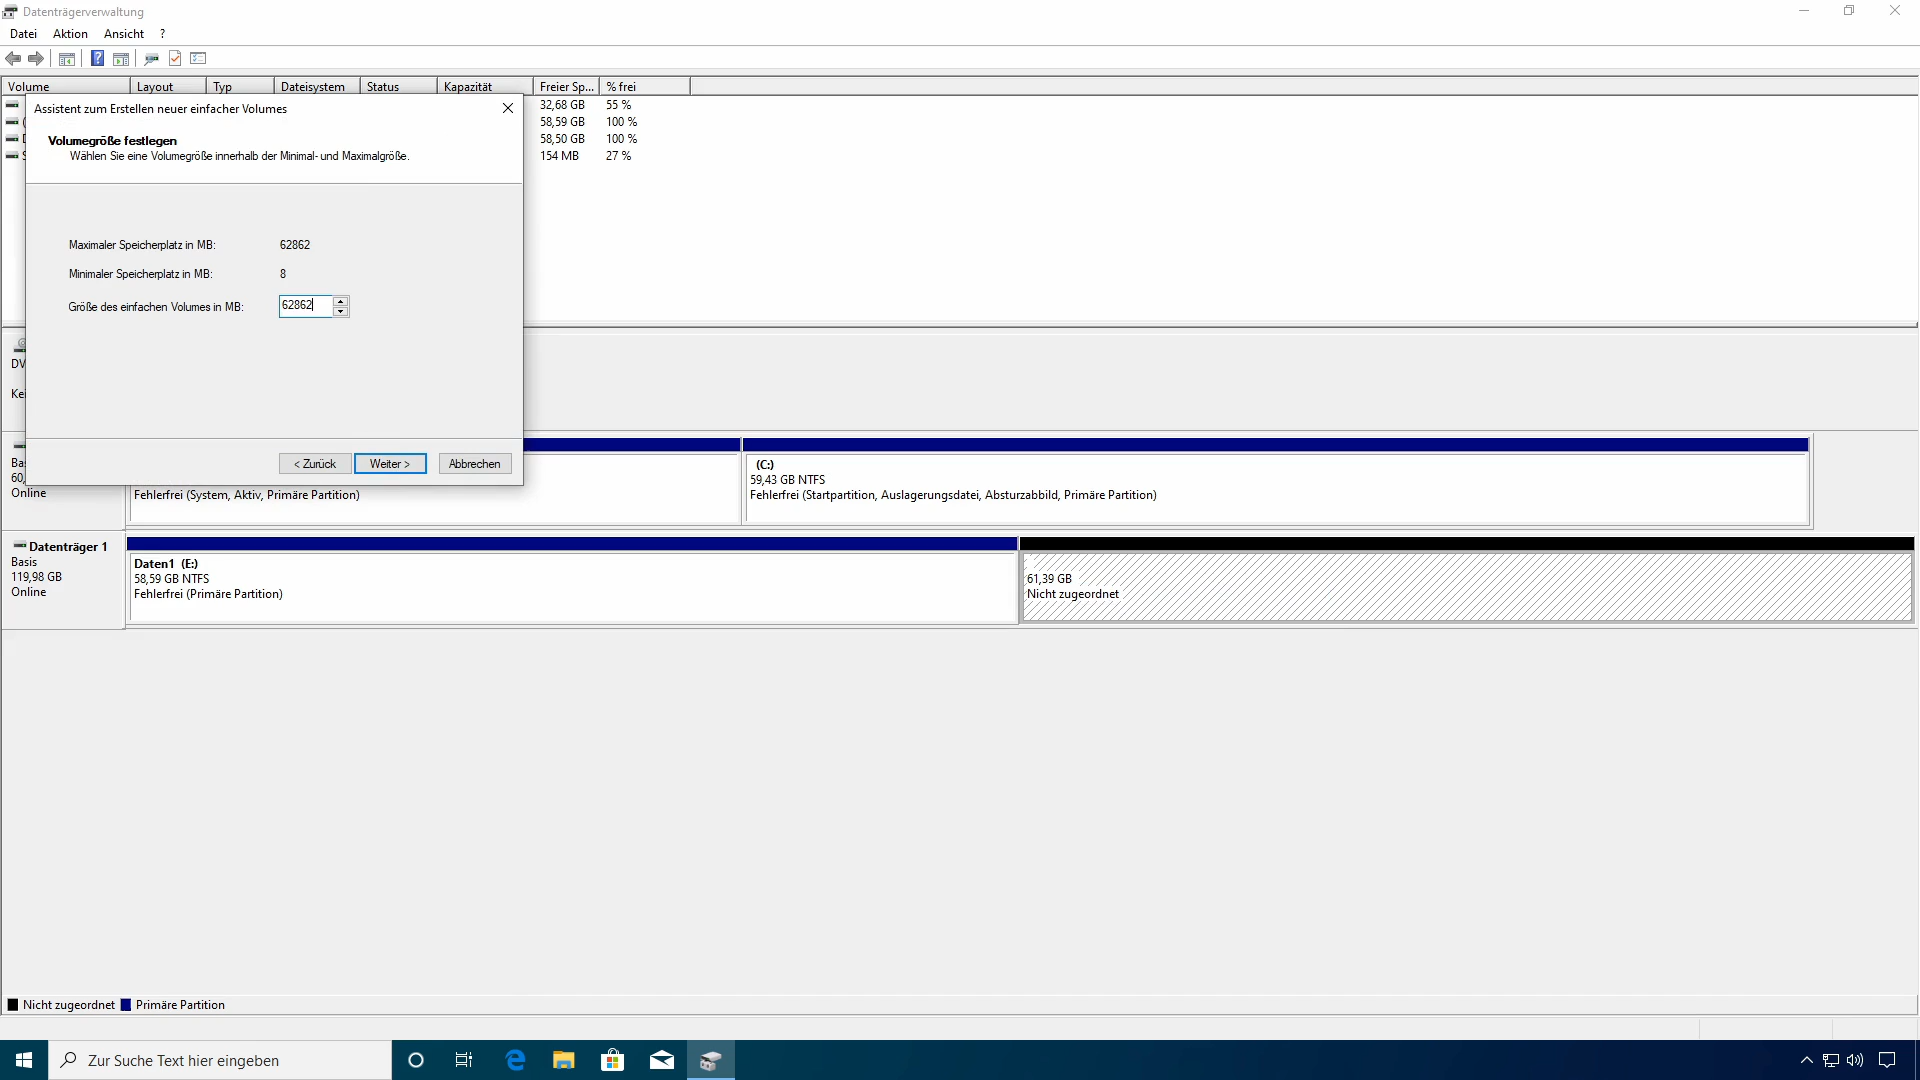 Datenträgerverwaltung
Datei Aktion Ansicht ?
Volume Layout Typ Dateisystem Status Kapazität Freier Sp... % frei
32,68 GB 55 %
58,59 GB 100 %
58,50 GB 100 %
154 MB 27 %
Assistent zum Erstellen neuer einfacher Volumes
Volumegröße festlegen
Wählen Sie eine Volumegröße innerhalb der Minimal- und Maximalgröße.
Maximaler Speicherplatz in MB: 62862
Minimaler Speicherplatz in MB: 8
Größe des einfachen Volumes in MB: 62862
< Zurück Weiter > Abbrechen
DV
Kei
Bas
60,
Online
Fehlerfrei (System, Aktiv, Primäre Partition)
(C:)
59,43 GB NTFS
Fehlerfrei (Startpartition, Auslagerungsdatei, Absturzabbild, Primäre Partition)
Datenträger 1
Basis
119,98 GB
Online
Daten1 (E:)
58,59 GB NTFS
Fehlerfrei (Primäre Partition)
61,39 GB
Nicht zugeordnet
Nicht zugeordnet Primäre Partition
Zur Suche Text hier eingeben